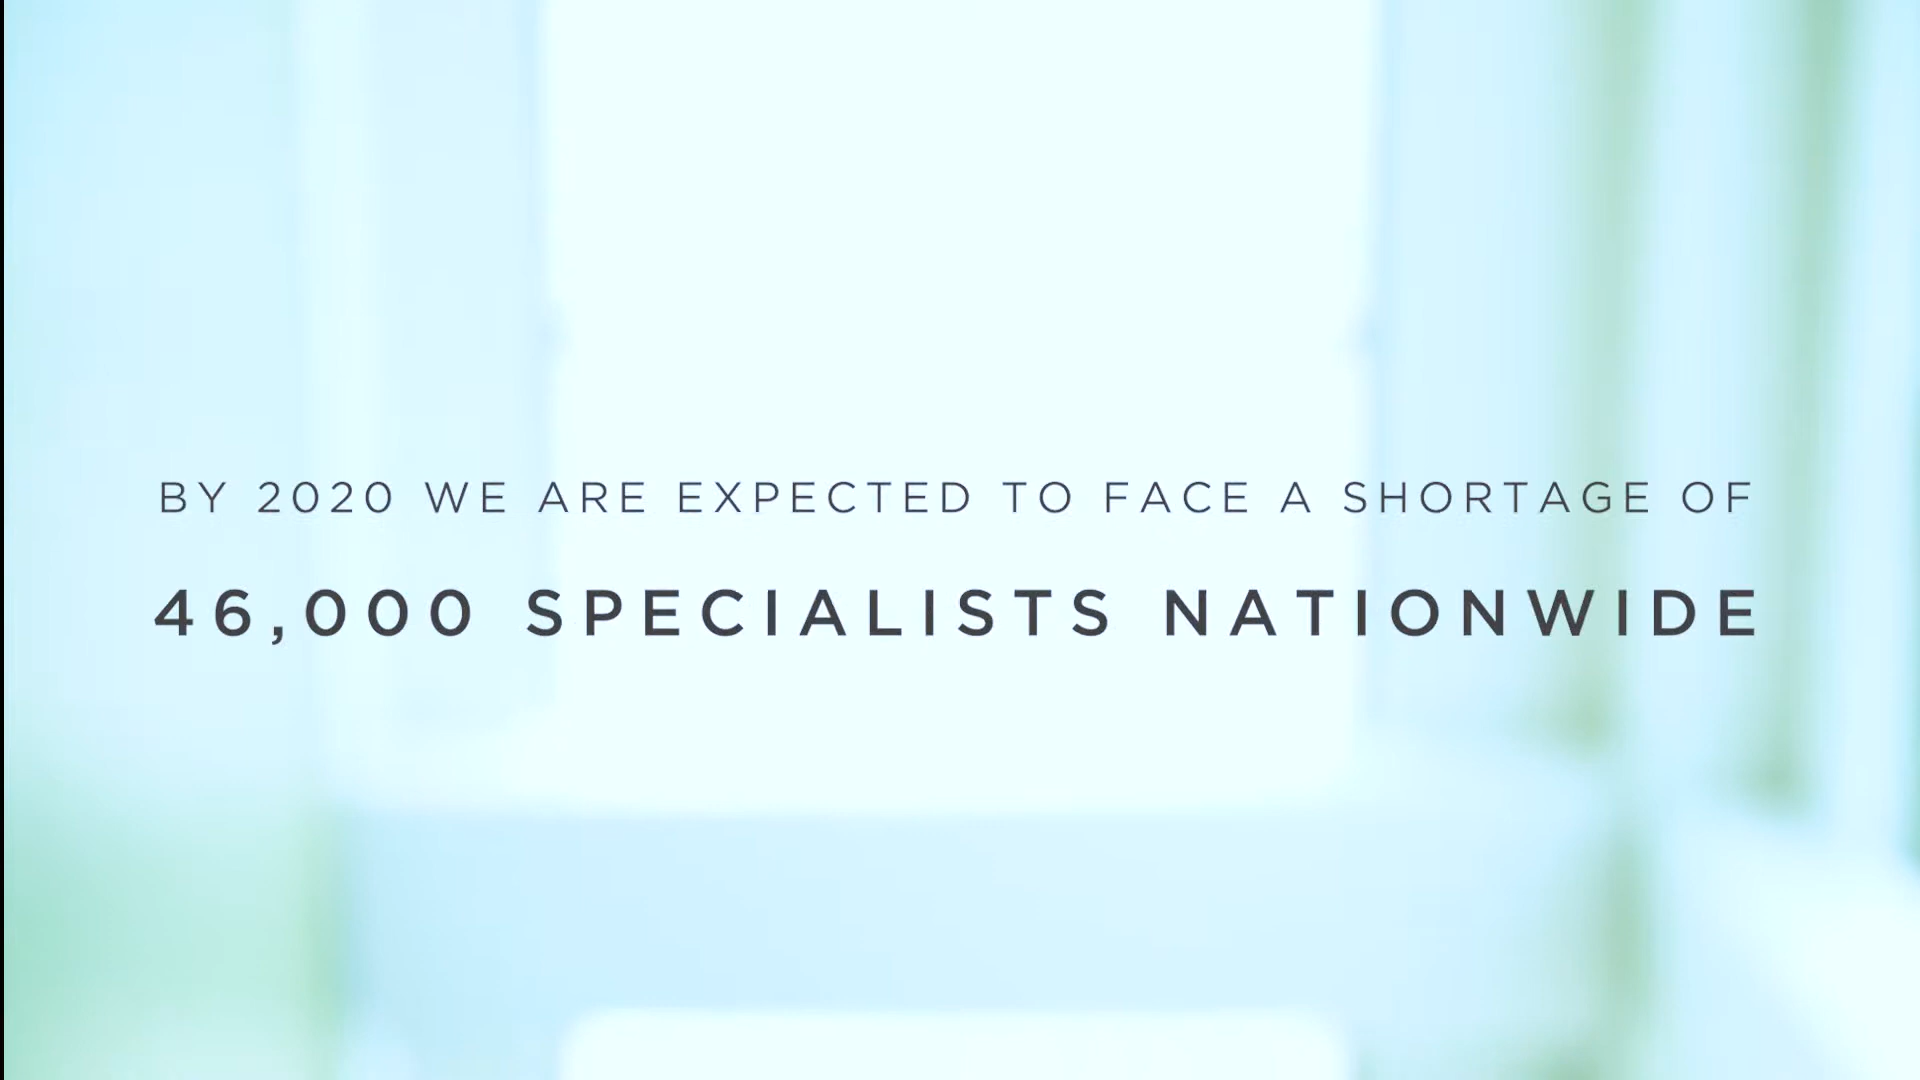 BY 2020 WE ARE EXPECTED TO FACE A SHORTAGE OF
46,000 SPECIALISTS NATIONWIDE